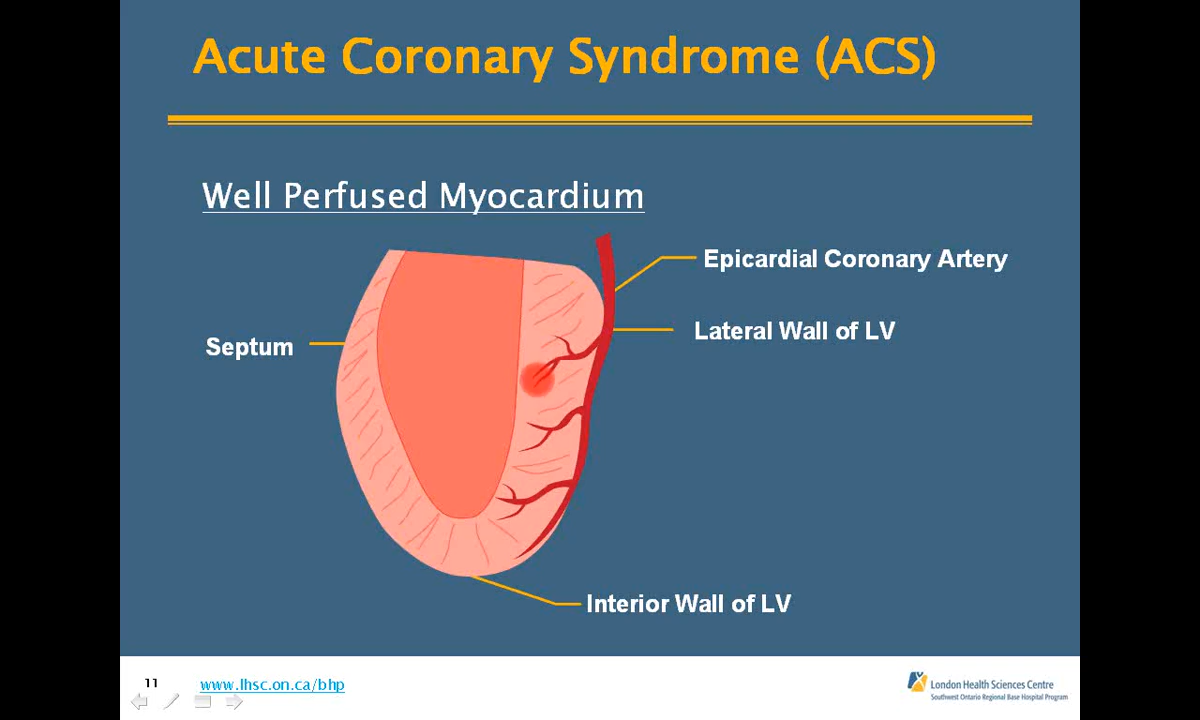 Acute Coronary Syndrome (ACS)
Well Perfused Myocardium
Epicardial Coronary Artery
Lateral Wall of LV
Septum
Interior Wall of LV
11
www.lhsc.on.ca/bhp
London Health Sciences Centre
Southwest Ontario Regional Base Hospital Program